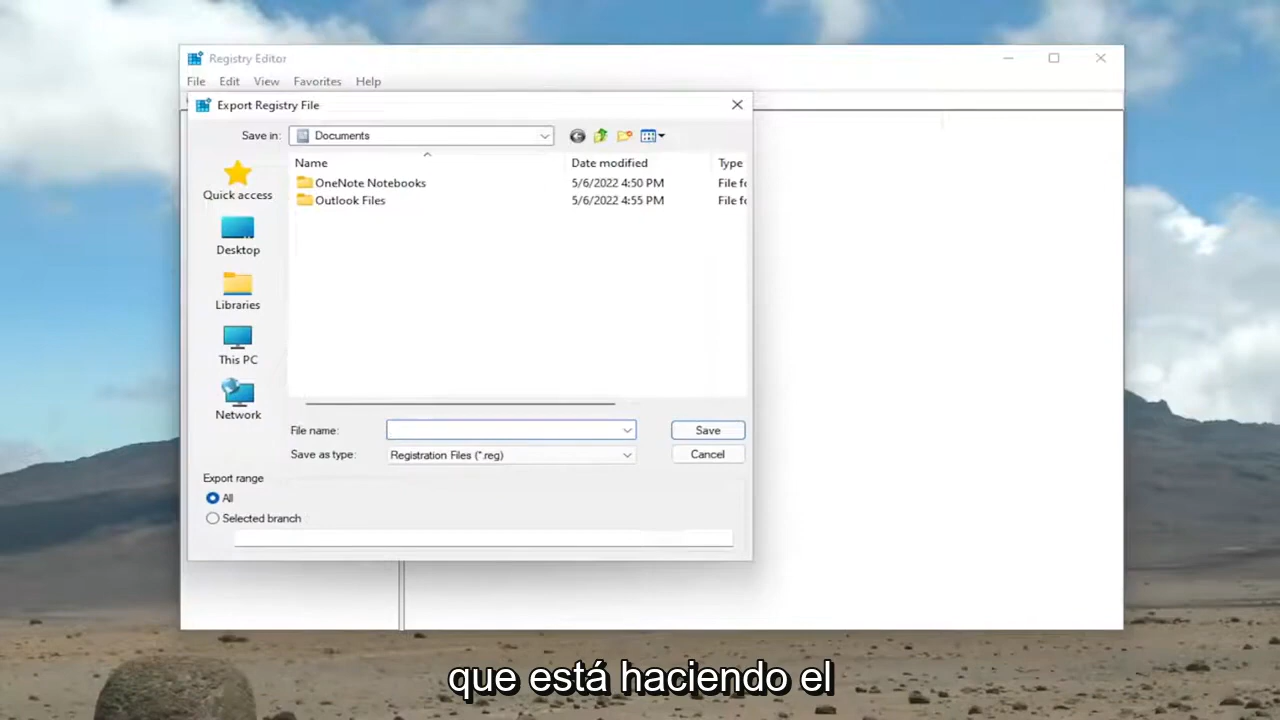 Registry Editor
File Edit View Favorites Help
Export Registry File
Save in: Documents
Name Date modified Type
OneNote Notebooks 5/6/2022 4:50 PM File fo
Outlook Files 5/6/2022 4:55 PM File fo
Quick access
Desktop
Libraries
This PC
Network
File name: Save
Save as type: Registration Files (*.reg) Cancel
Export range
All
Selected branch
que está haciendo el